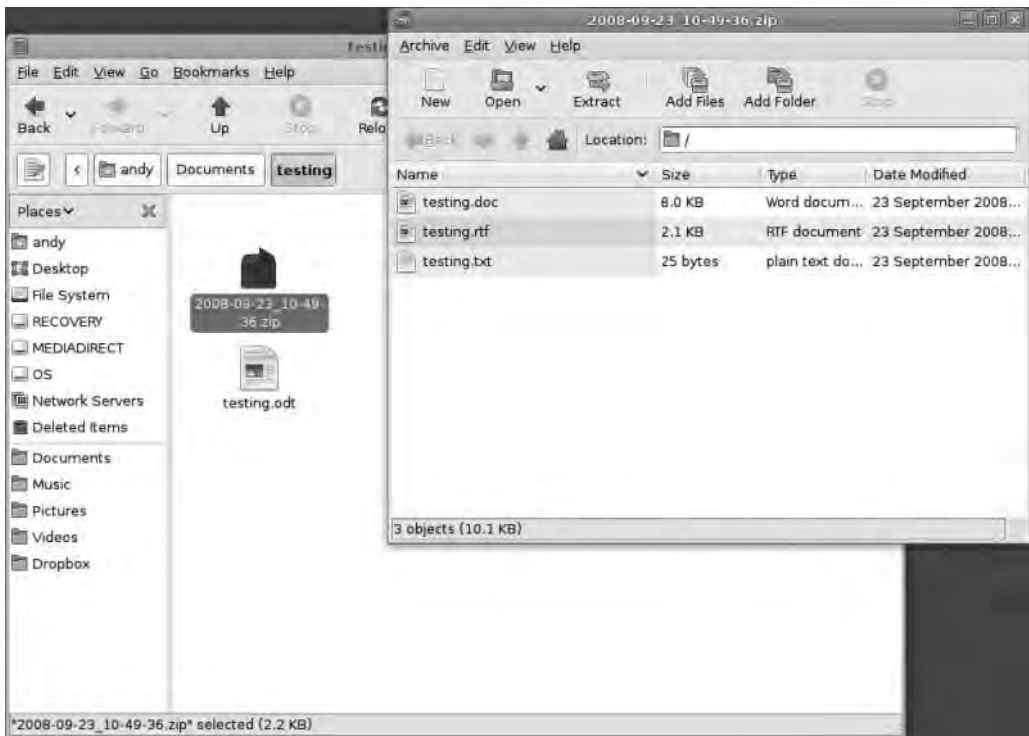 2008-09-23_10-49-36.zip
Archive Edit View Help
New Open Extract Add Files Add Folder Stop
Back Location: /
Name Size Type Date Modified
testing.doc 8.0 KB Word docum... 23 September 2008...
testing.rtf 2.1 KB RTF document 23 September 2008...
testing.txt 25 bytes plain text do... 23 September 2008...
3 objects (10.1 KB)
File Edit View Go Bookmarks Help
Back Forward Up Stop Relo
andy Documents testing
Places
andy
Desktop
File System
RECOVERY
MEDIADIRECT
OS
Network Servers
Deleted Items
Documents
Music
Pictures
Videos
Dropbox
2008-09-23_10-49-
36.zip
testing.odt
"2008-09-23_10-49-36.zip" selected (2.2 KB)